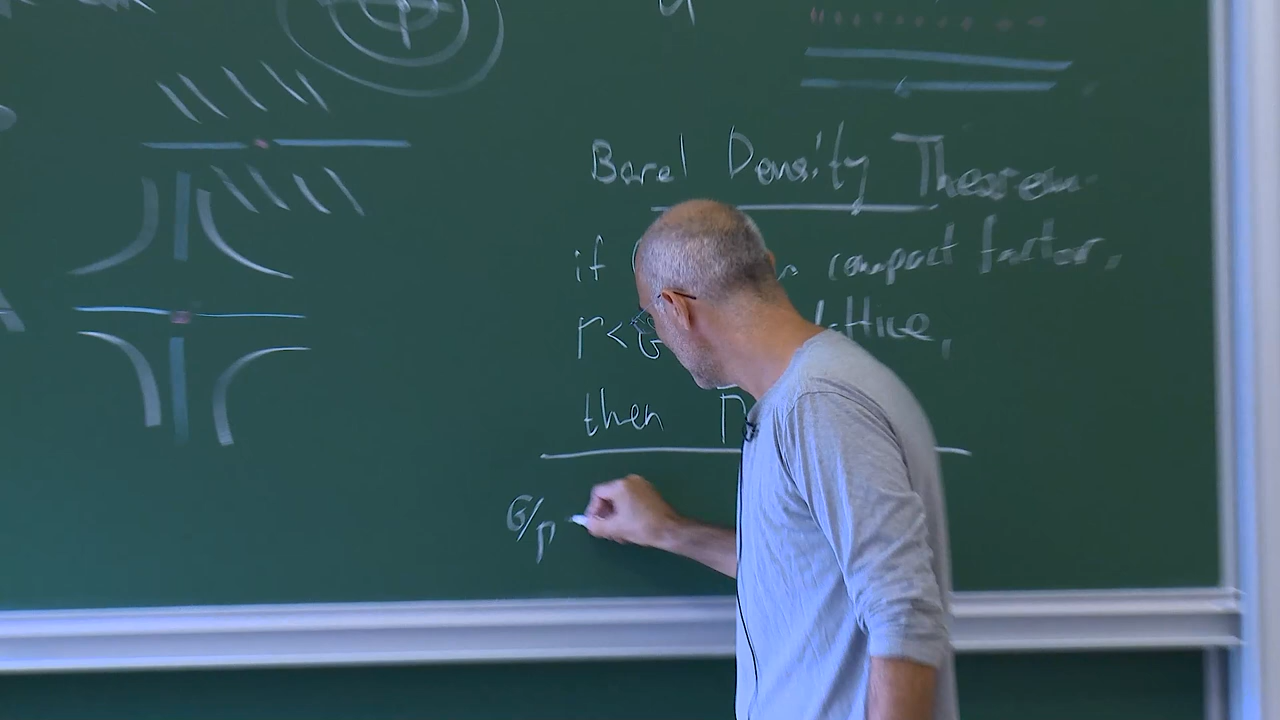 Borel Density Theorem
if compact factor,
Γ < G lattice,
then Γ
G/Γ